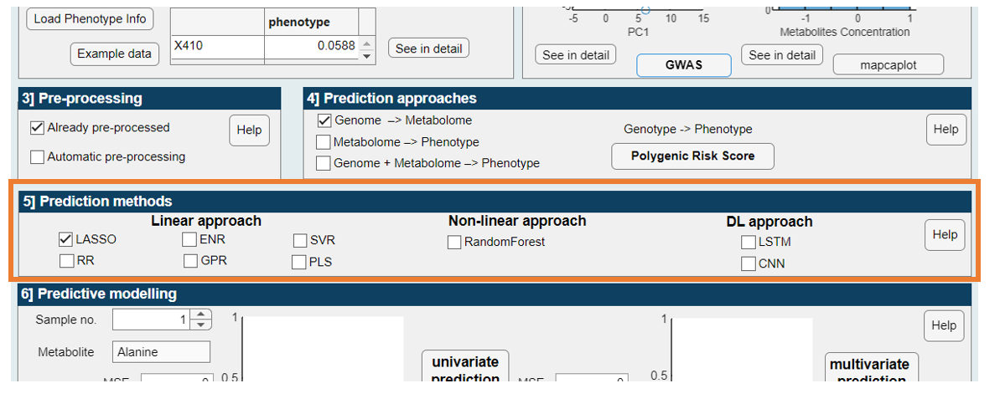 Load Phenotype Info
phenotype
X410 0.0588
Example data
See in detail
-5 0 5 10 15
PC1
0
-1 0 1
Metabolites Concentration
See in detail
GWAS
See in detail
mapcaplot
3] Pre-processing
Already pre-processed
Help
Automatic pre-processing
4] Prediction approaches
Genome –> Metabolome
Metabolome –> Phenotype
Genome + Metabolome –> Phenotype
Genotype -> Phenotype
Polygenic Risk Score
Help
5] Prediction methods
Linear approach Non-linear approach DL approach
LASSO ENR SVR RandomForest LSTM
RR GPR PLS CNN
Help
6] Predictive modelling
Sample no. 1
Metabolite Alanine
MSE 0
1
0.5
univariate
prediction
MSE 0
1
0.5
multivariate
prediction
Help